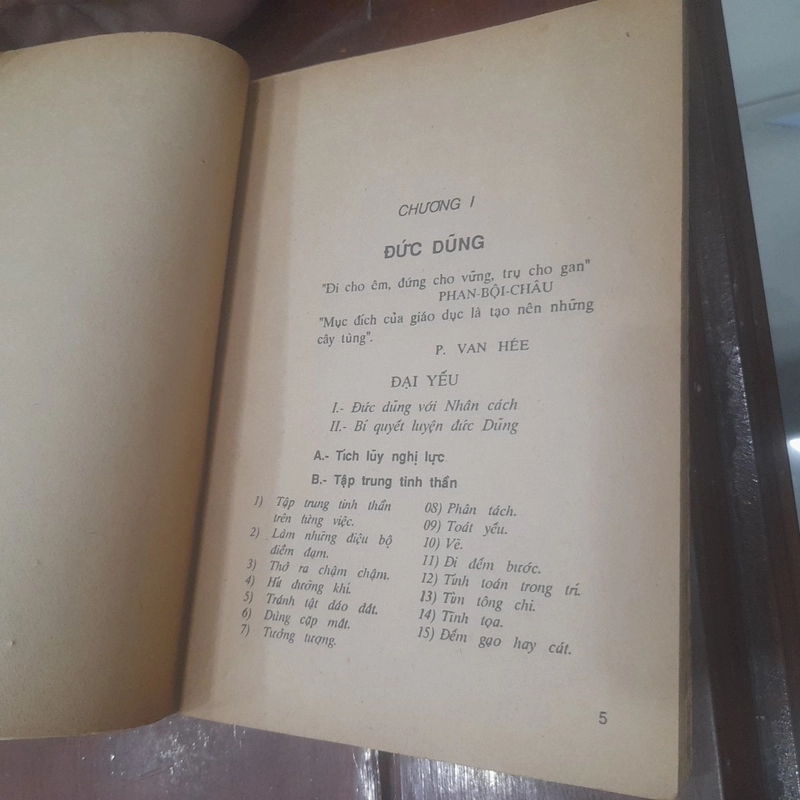 CHƯƠNG I
ĐỨC DŨNG
"Đi cho êm, đứng cho vững, trụ cho gan"
PHAN-BỘI-CHÂU
"Mục đích của giáo dục là tạo nên những
cây tùng".
P. VAN HÉE
ĐẠI YẾU
I.- Đức dũng với Nhân cách
II.- Bí quyết luyện đức Dũng
A.- Tích lũy nghị lực
B.- Tập trung tinh thần
1) Tập trung tinh thần
trên từng việc.
2) Làm những điệu bộ
điềm đạm.
3) Thở ra chậm chậm.
4) Hít dưỡng khí.
5) Tránh tật dáo dát.
6) Dùng cặp mắt.
7) Tưởng tượng.
08) Phân tách.
09) Toát yếu.
10) Vẽ.
11) Đi đếm bước.
12) Tính toán trong trí.
13) Tìm tông chi.
14) Tĩnh tọa.
15) Đếm gạo hay cát.
5